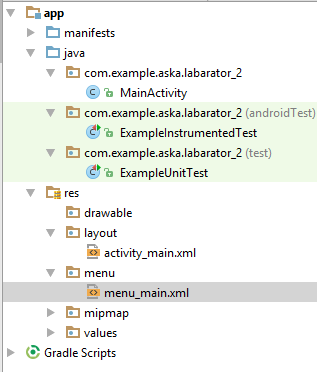 app
manifests
java
com.example.aska.labarator_2
MainActivity
com.example.aska.labarator_2 (androidTest)
ExampleInstrumentedTest
com.example.aska.labarator_2 (test)
ExampleUnitTest
res
drawable
layout
activity_main.xml
menu
menu_main.xml
mipmap
values
Gradle Scripts